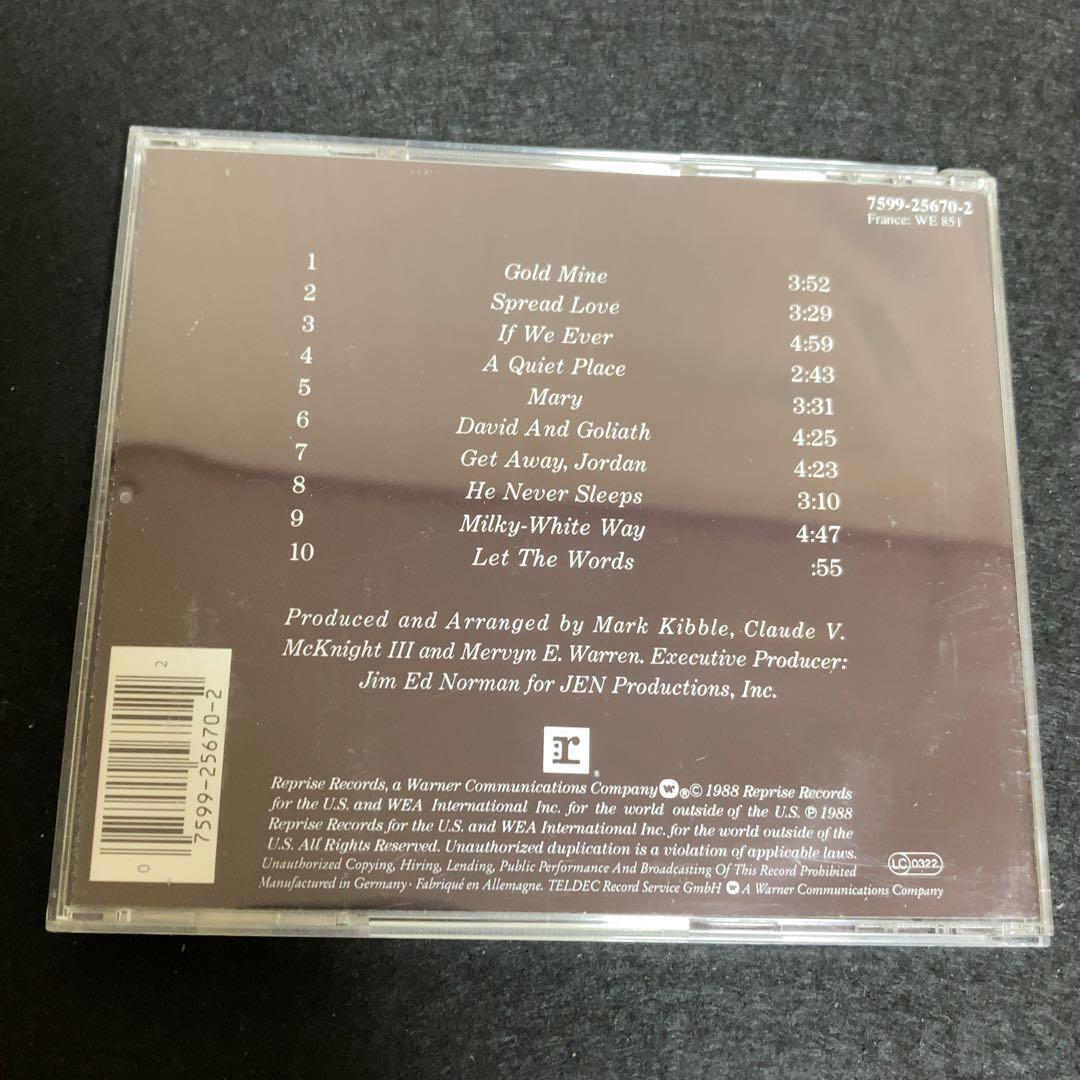 7599-25670-2
France: WE 851
1 Gold Mine 3:52
2 Spread Love 3:29
3 If We Ever 4:59
4 A Quiet Place 2:43
5 Mary 3:31
6 David And Goliath 4:25
7 Get Away, Jordan 4:23
8 He Never Sleeps 3:10
9 Milky-White Way 4:47
10 Let The Words :55
Produced and Arranged by Mark Kibble, Claude V.
McKnight III and Mervyn E. Warren. Executive Producer:
Jim Ed Norman for JEN Productions, Inc.
r
Reprise Records, a Warner Communications Company ®© 1988 Reprise Records
for the U.S. and WEA International Inc. for the world outside of the U.S. ℗ 1988
Reprise Records for the U.S. and WEA International Inc. for the world outside of the
U.S. All Rights Reserved. Unauthorized duplication is a violation of applicable laws.
Unauthorized Copying, Hiring, Lending, Public Performance And Broadcasting Of This Record Prohibited
Manufactured in Germany · Fabriqué en Allemagne. TELDEC Record Service GmbH A Warner Communications Company
LC 0322
0 7599-25670-2 2